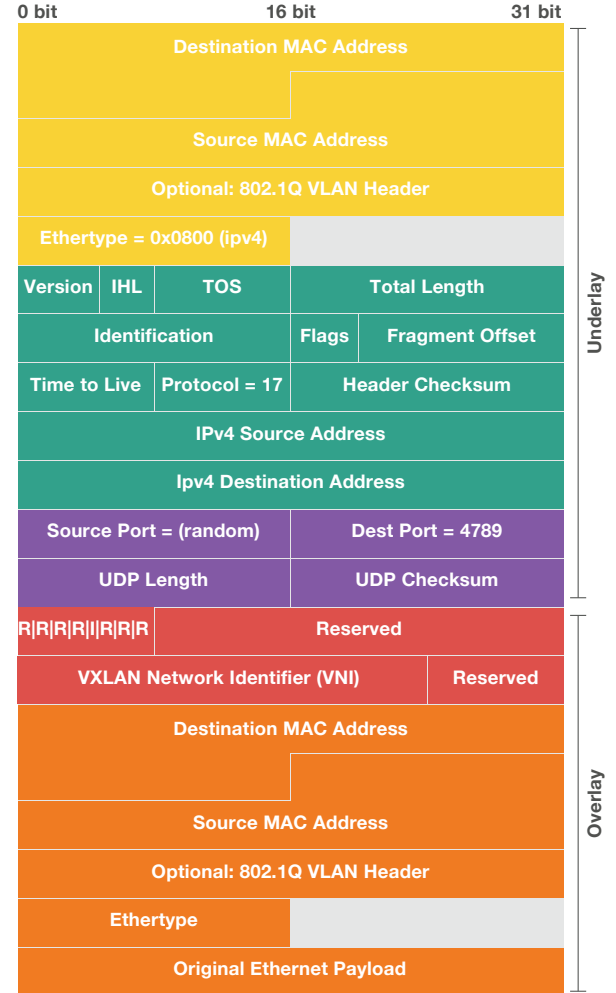 0 bit 16 bit 31 bit
Destination MAC Address
Source MAC Address
Optional: 802.1Q VLAN Header
Ethertype = 0x0800 (ipv4)
Version IHL TOS Total Length
Identification Flags Fragment Offset
Time to Live Protocol = 17 Header Checksum
IPv4 Source Address
Ipv4 Destination Address
Source Port = (random) Dest Port = 4789
UDP Length UDP Checksum
Underlay
R|R|R|R|I|R|R|R Reserved
VXLAN Network Identifier (VNI) Reserved
Destination MAC Address
Source MAC Address
Optional: 802.1Q VLAN Header
Ethertype
Original Ethernet Payload
Overlay